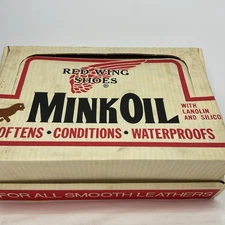 RED WING
SHOES®
MINK OIL
WITH
LANOLIN
AND SILICO
OFTENS • CONDITIONS • WATERPROOFS
FOR ALL SMOOTH LEATHERS